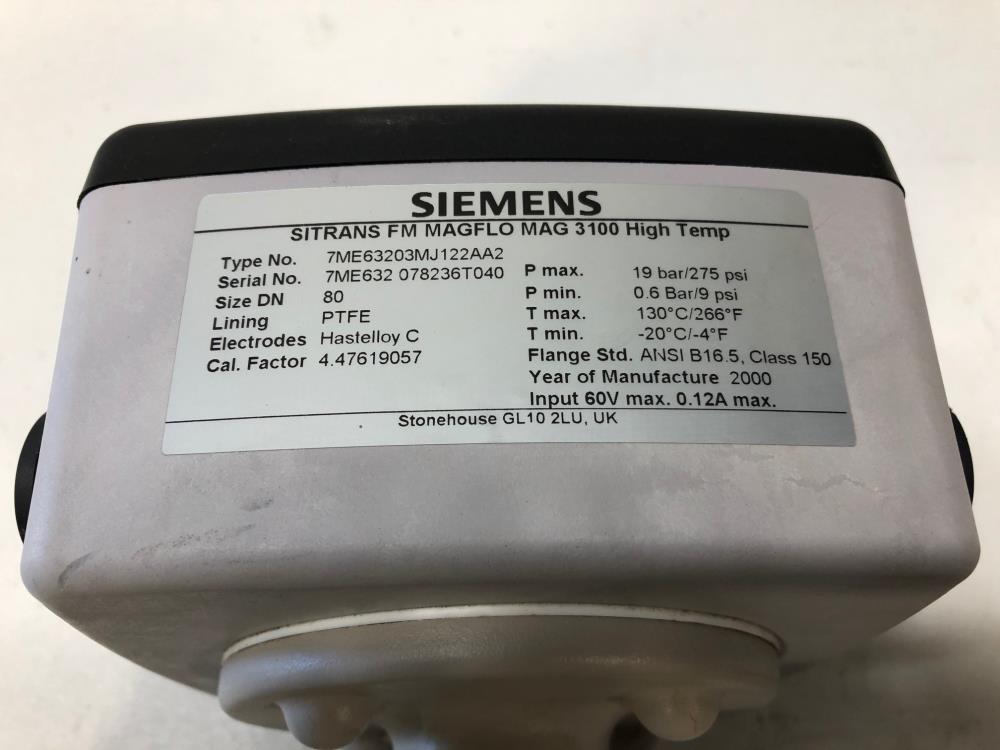 SIEMENS
SITRANS FM MAGFLO MAG 3100 High Temp
Type No. 7ME63203MJ122AA2
Serial No. 7ME632 078236T040
Size DN 80
Lining PTFE
Electrodes Hastelloy C
Cal. Factor 4.47619057
P max. 19 bar/275 psi
P min. 0.6 Bar/9 psi
T max. 130°C/266°F
T min. -20°C/-4°F
Flange Std. ANSI B16.5, Class 150
Year of Manufacture 2000
Input 60V max. 0.12A max.
Stonehouse GL10 2LU, UK